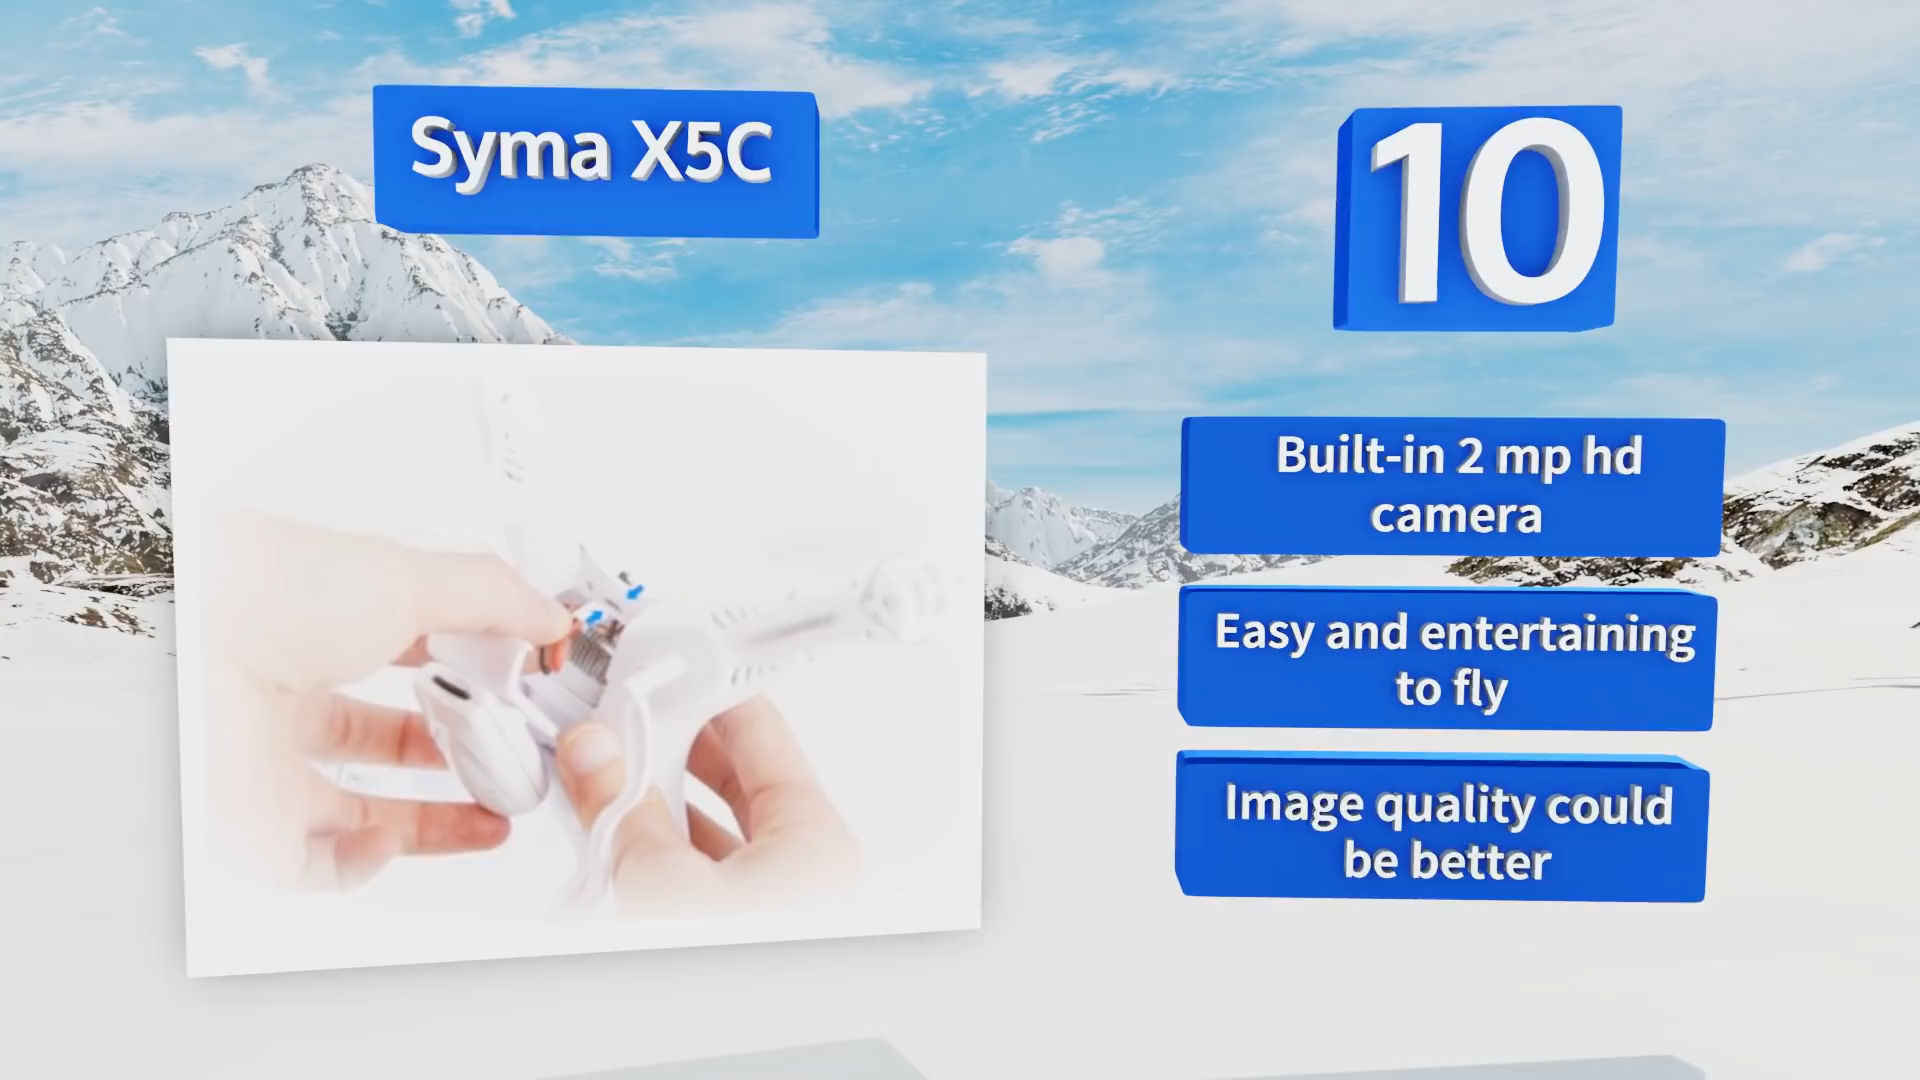 Syma X5C
10
Built-in 2 mp hd
camera
Easy and entertaining
to fly
Image quality could
be better